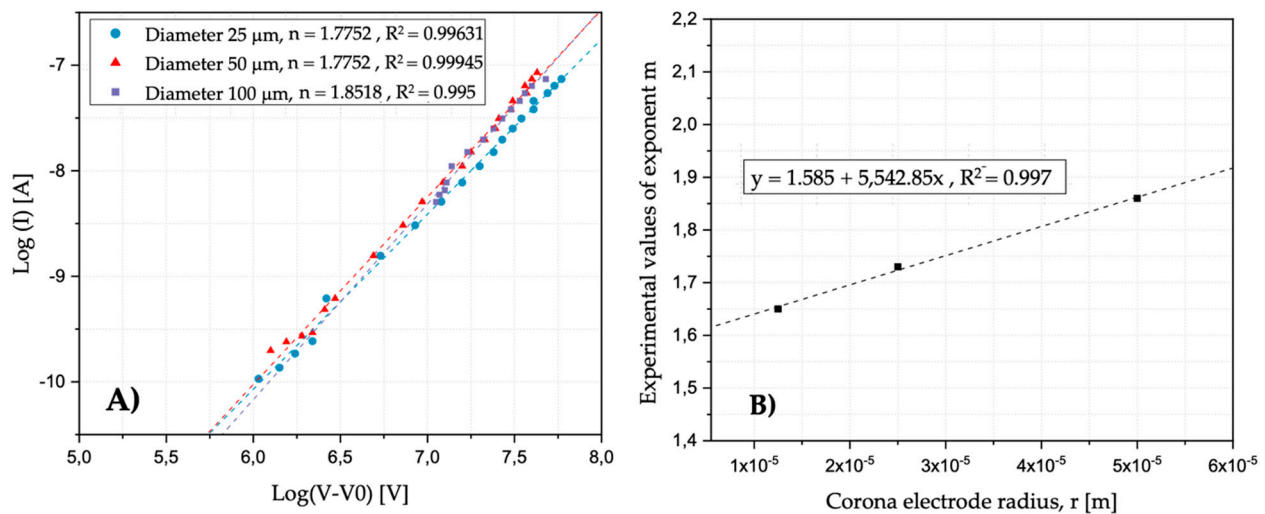 Diameter 25 μm, n = 1.7752 , R² = 0.99631
Diameter 50 μm, n = 1.7752 , R² = 0.99945
Diameter 100 μm, n = 1.8518 , R² = 0.995
-7
-8
-9
-10
Log (I) [A]
A)
5,0 5,5 6,0 6,5 7,0 7,5 8,0
Log(V-V0) [V]
2,2
2,1
2,0
1,9
1,8
1,7
1,6
1,5
1,4
Experimental values of exponent m
y = 1.585 + 5,542.85x , R² = 0.997
B)
1x10⁻⁵ 2x10⁻⁵ 3x10⁻⁵ 4x10⁻⁵ 5x10⁻⁵ 6x10⁻⁵
Corona electrode radius, r [m]